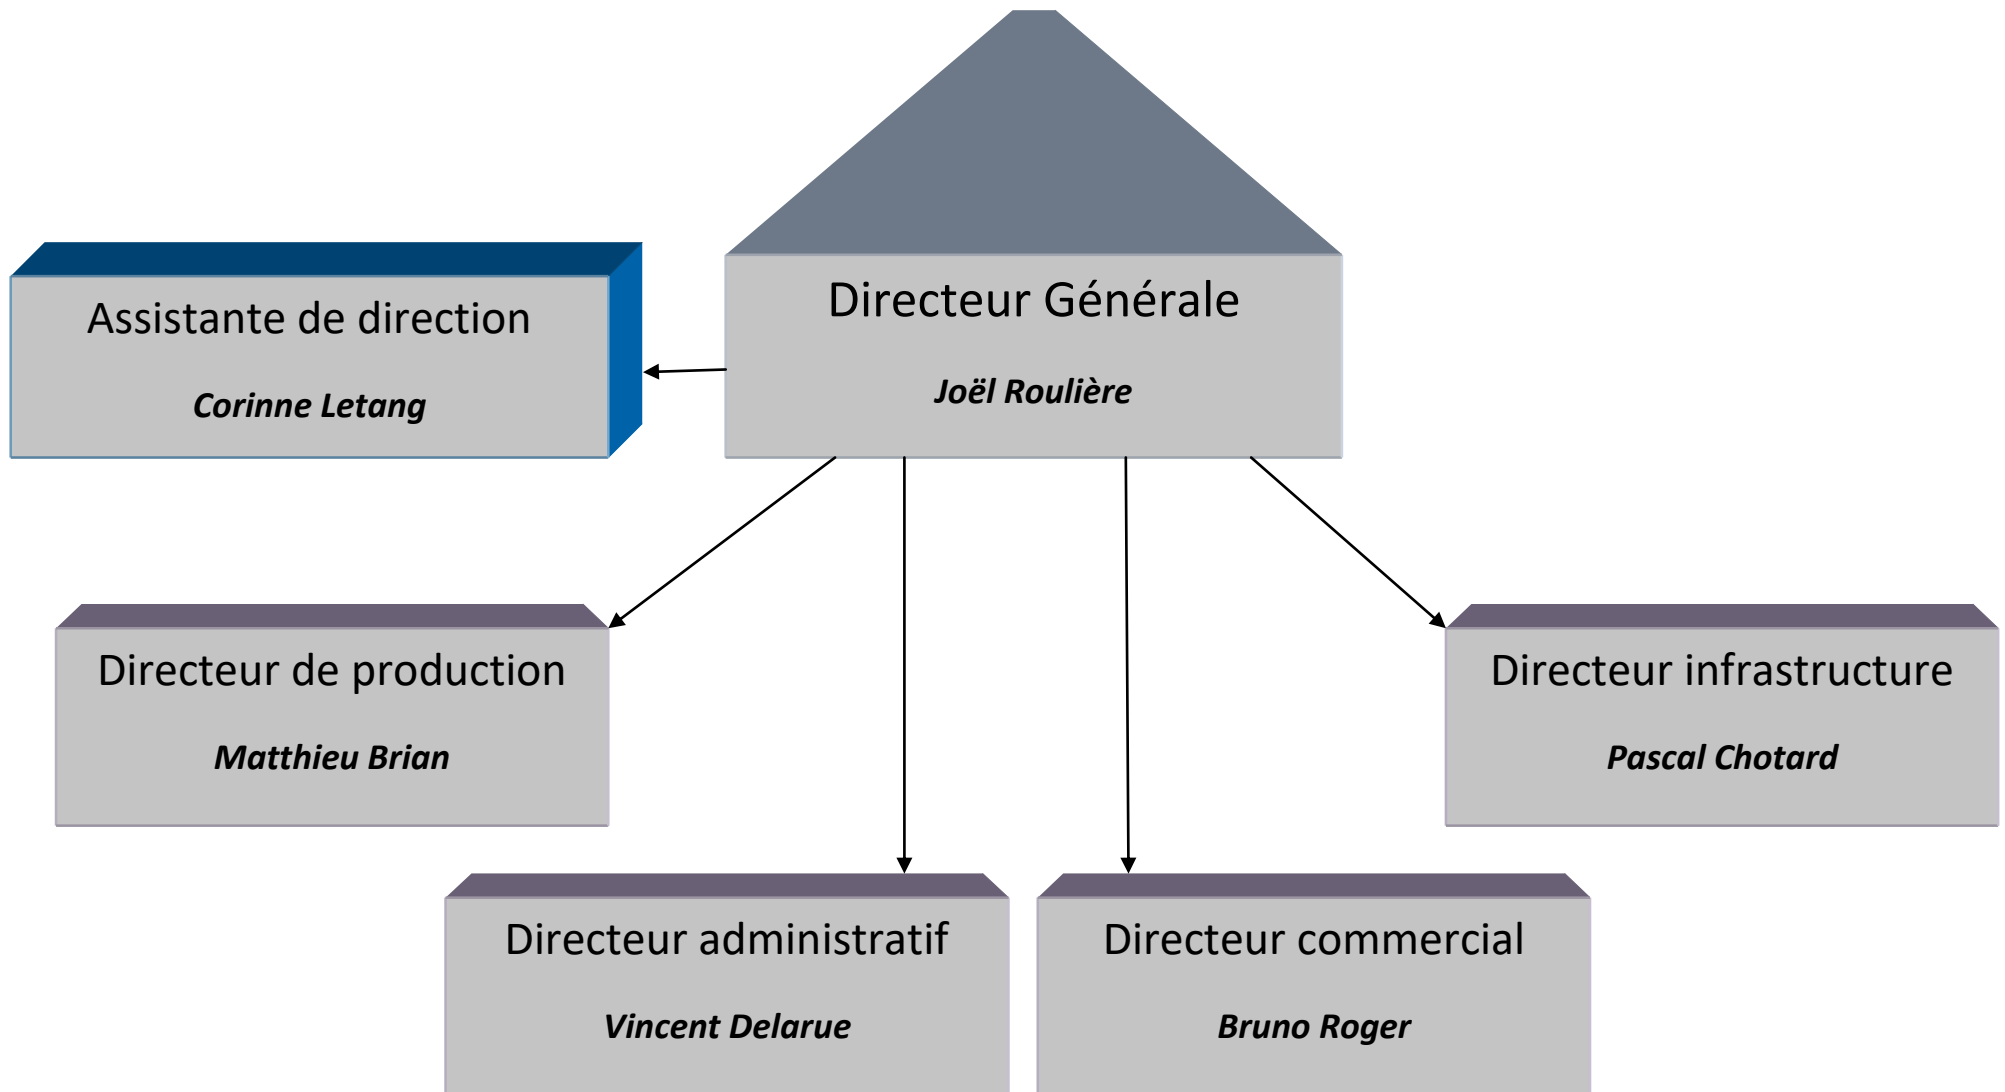 Directeur Générale
Joël Roulière
Assistante de direction
Corinne Letang
Directeur de production
Matthieu Brian
Directeur infrastructure
Pascal Chotard
Directeur administratif
Vincent Delarue
Directeur commercial
Bruno Roger